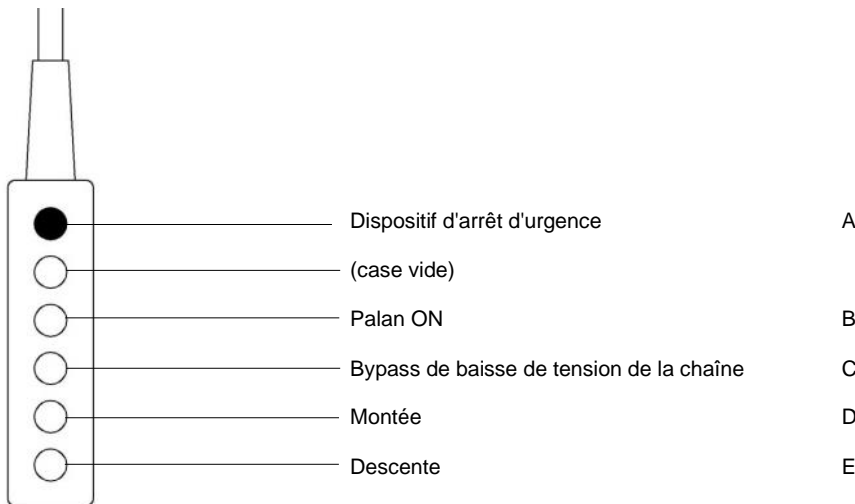 Dispositif d'arrêt d'urgence A
(case vide)
Palan ON B
Bypass de baisse de tension de la chaîne C
Montée D
Descente E